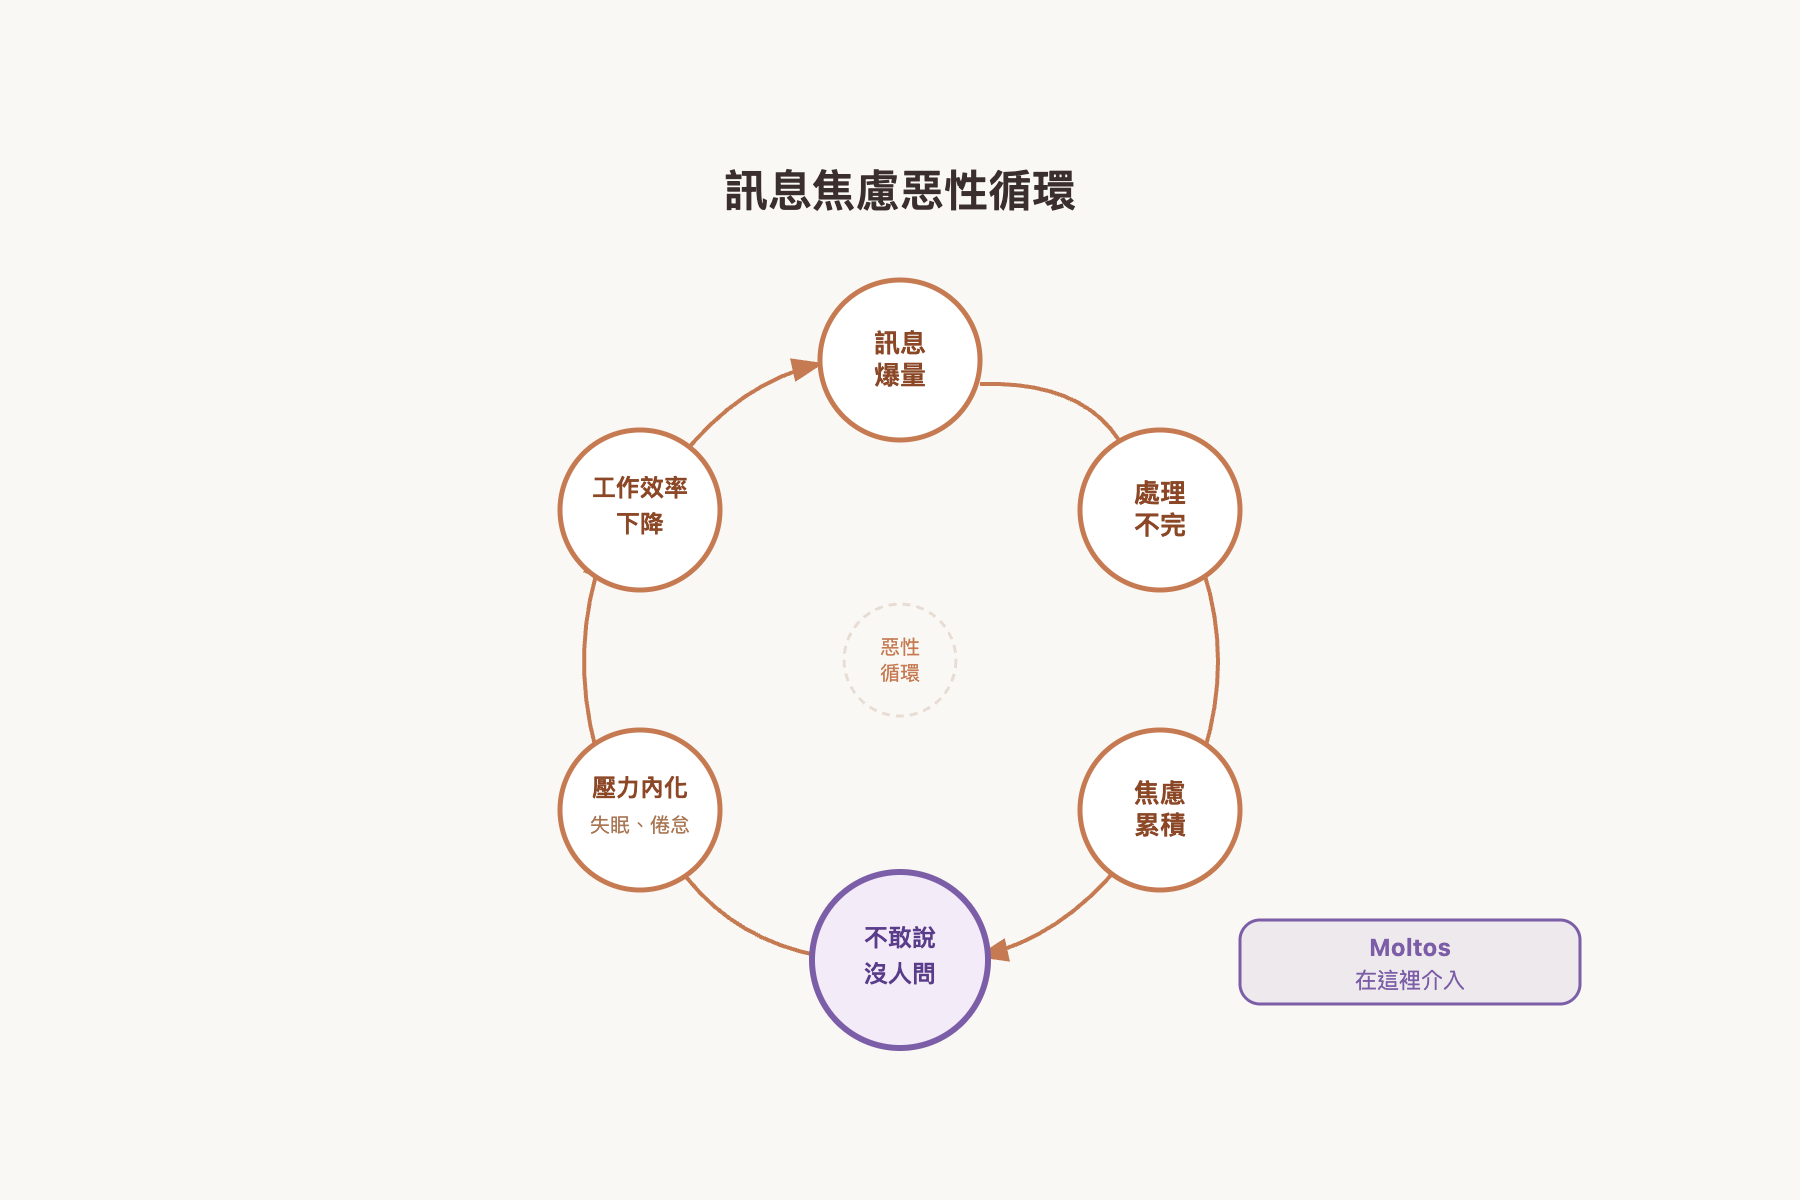 訊息焦慮惡性循環
訊息
爆量
處理
不完
焦慮
累積
不敢說
沒人問
壓力內化
失眠、倦怠
工作效率
下降
惡性
循環
Moltos
在這裡介入